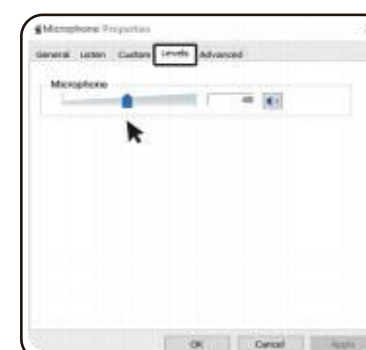 Microphone Properties
General Listen Custom Levels Advanced
Microphone
OK Cancel Apply